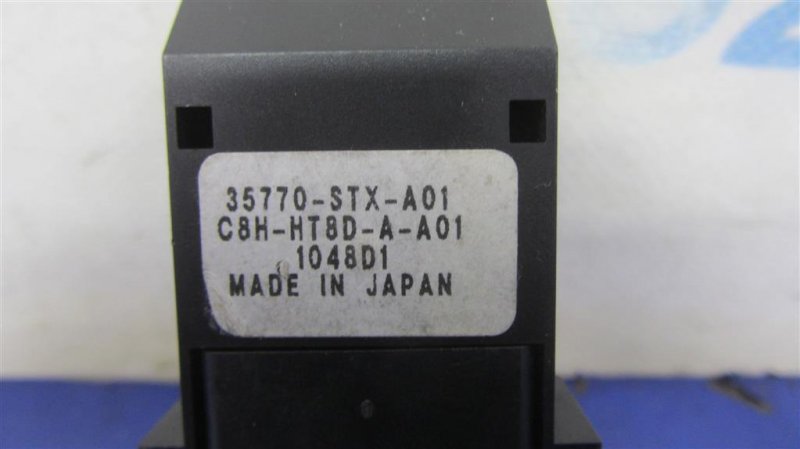 35770-STX-A01
C8H-HT8D-A-A01
1048D1
MADE IN JAPAN